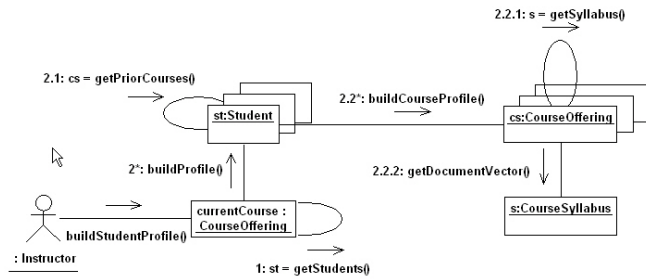 2.2.1: s = getSyllabus()
2.1: cs = getPriorCourses()
st:Student
2.2*: buildCourseProfile()
cs:CourseOffering
2*: buildProfile()
2.2.2: getDocumentVector()
currentCourse :
CourseOffering
s:CourseSyllabus
buildStudentProfile()
: Instructor
1: st = getStudents()